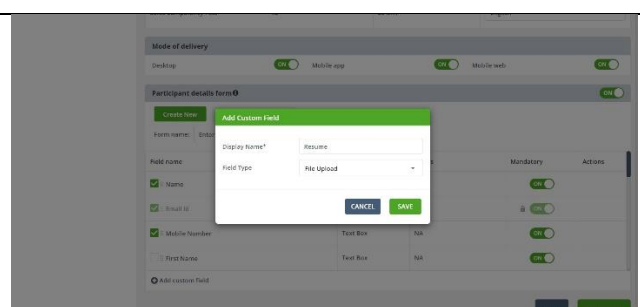 Mode of delivery
Desktop ON Mobile app ON Mobile web ON
Participant details form ON
Create New
Form name: Enter
Add Custom Field
Display Name* Resume
Field Type File Upload
CANCEL SAVE
Field name Mandatory Actions
Name ON
Email Id ON
Mobile Number Text Box NA ON
First Name Text Box NA ON
Add custom field